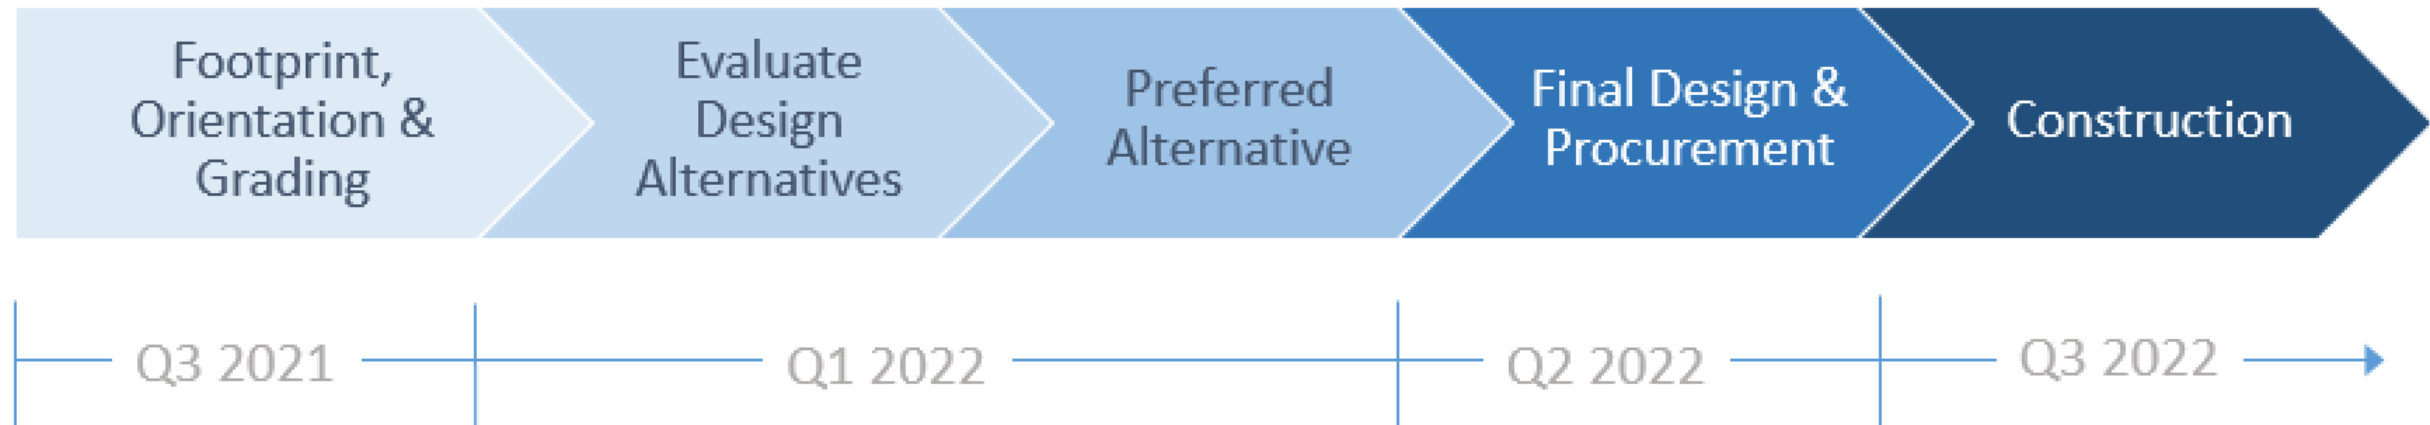 Footprint,
Orientation &
Grading
Evaluate
Design
Alternatives
Preferred
Alternative
Final Design &
Procurement
Construction
Q3 2021
Q1 2022
Q2 2022
Q3 2022